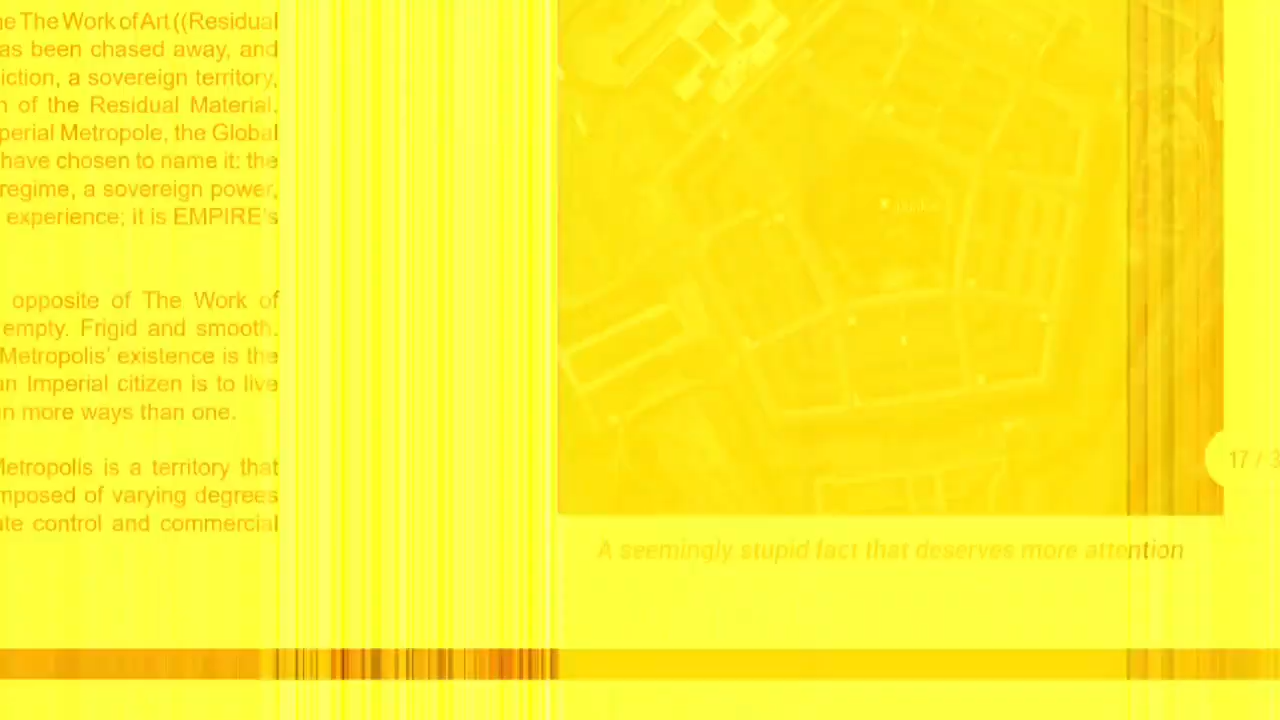 The Work of Art ((Residual
as been chased away, and
iction, a sovereign territory,
n of the Residual Material.
perial Metropole, the Global
have chosen to name it: the
regime, a sovereign power,
experience; it is EMPIRE's
opposite of The Work of
empty. Frigid and smooth.
Metropolis' existence is the
an Imperial citizen is to live
in more ways than one.
Metropolis is a territory that
mposed of varying degrees
ate control and commercial
17 / 3
A seemingly stupid fact that deserves more attention